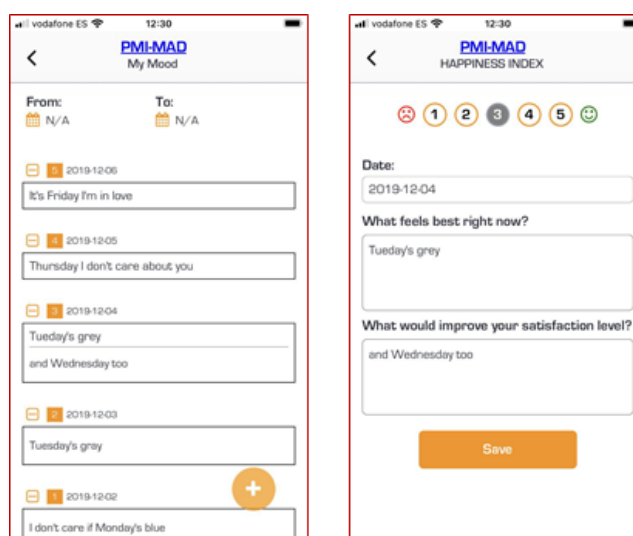 vodafone ES 12:30
PMI-MAD
My Mood
From: To:
N/A N/A
5 2019-12-06
It's Friday I'm in love
4 2019-12-05
Thursday I don't care about you
3 2019-12-04
Tueday's grey
and Wednesday too
2 2019-12-03
Tuesday's gray
1 2019-12-02
I don't care if Monday's blue
+
vodafone ES 12:30
PMI-MAD
HAPPINESS INDEX
1 2 3 4 5
Date:
2019-12-04
What feels best right now?
Tueday's grey
What would improve your satisfaction level?
and Wednesday too
Save